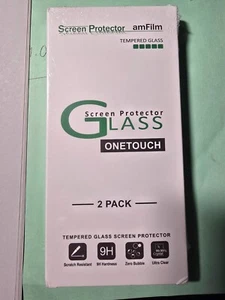 Screen Protector amFilm
TEMPERED GLASS
Screen Protector
GLASS
ONETOUCH
2 PACK
TEMPERED GLASS SCREEN PROTECTOR
9H
Scratch Resistant 9H Hardness Zero Bubble Ultra Clear